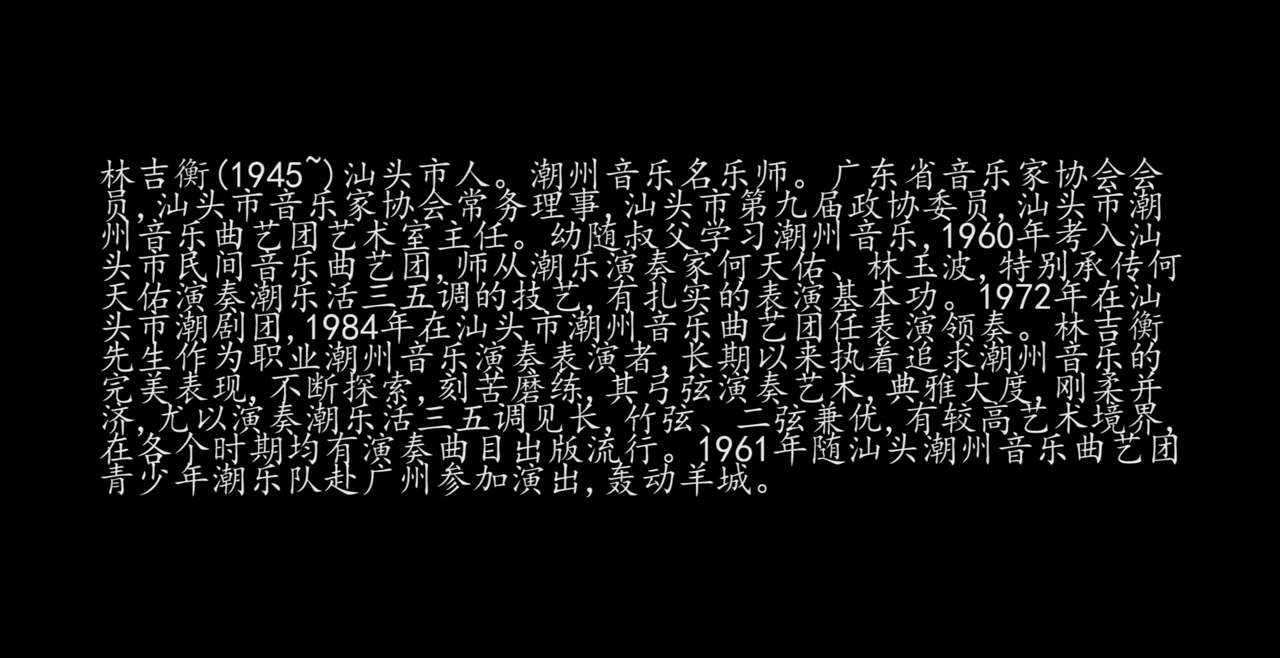 林吉衡(1945~)汕头市人。潮州音乐名乐师。广东省音乐家协会会
员,汕头市音乐家协会常务理事,汕头市第九届政协委员,汕头市潮
州音乐曲艺团艺术室主任。幼随叔父学习潮州音乐,1960年考入汕
头市民间音乐曲艺团,师从潮乐演奏家何天佑、林玉波,特别承传何
天佑演奏潮乐活三五调的技艺,有扎实的表演基本功。1972年在汕
头市潮剧团,1984年在汕头市潮州音乐曲艺团任表演领奏。林吉衡
先生作为职业潮州音乐演奏表演者,长期以来执着追求潮州音乐的
完美表现,不断探索,刻苦磨练,其弓弦演奏艺术,典雅大度,刚柔并
济,尤以演奏潮乐活三五调见长,竹弦、二弦兼优,有较高艺术境界,
在各个时期均有演奏曲目出版流行。1961年随汕头潮州音乐曲艺团
青少年潮乐队赴广州参加演出,轰动羊城。